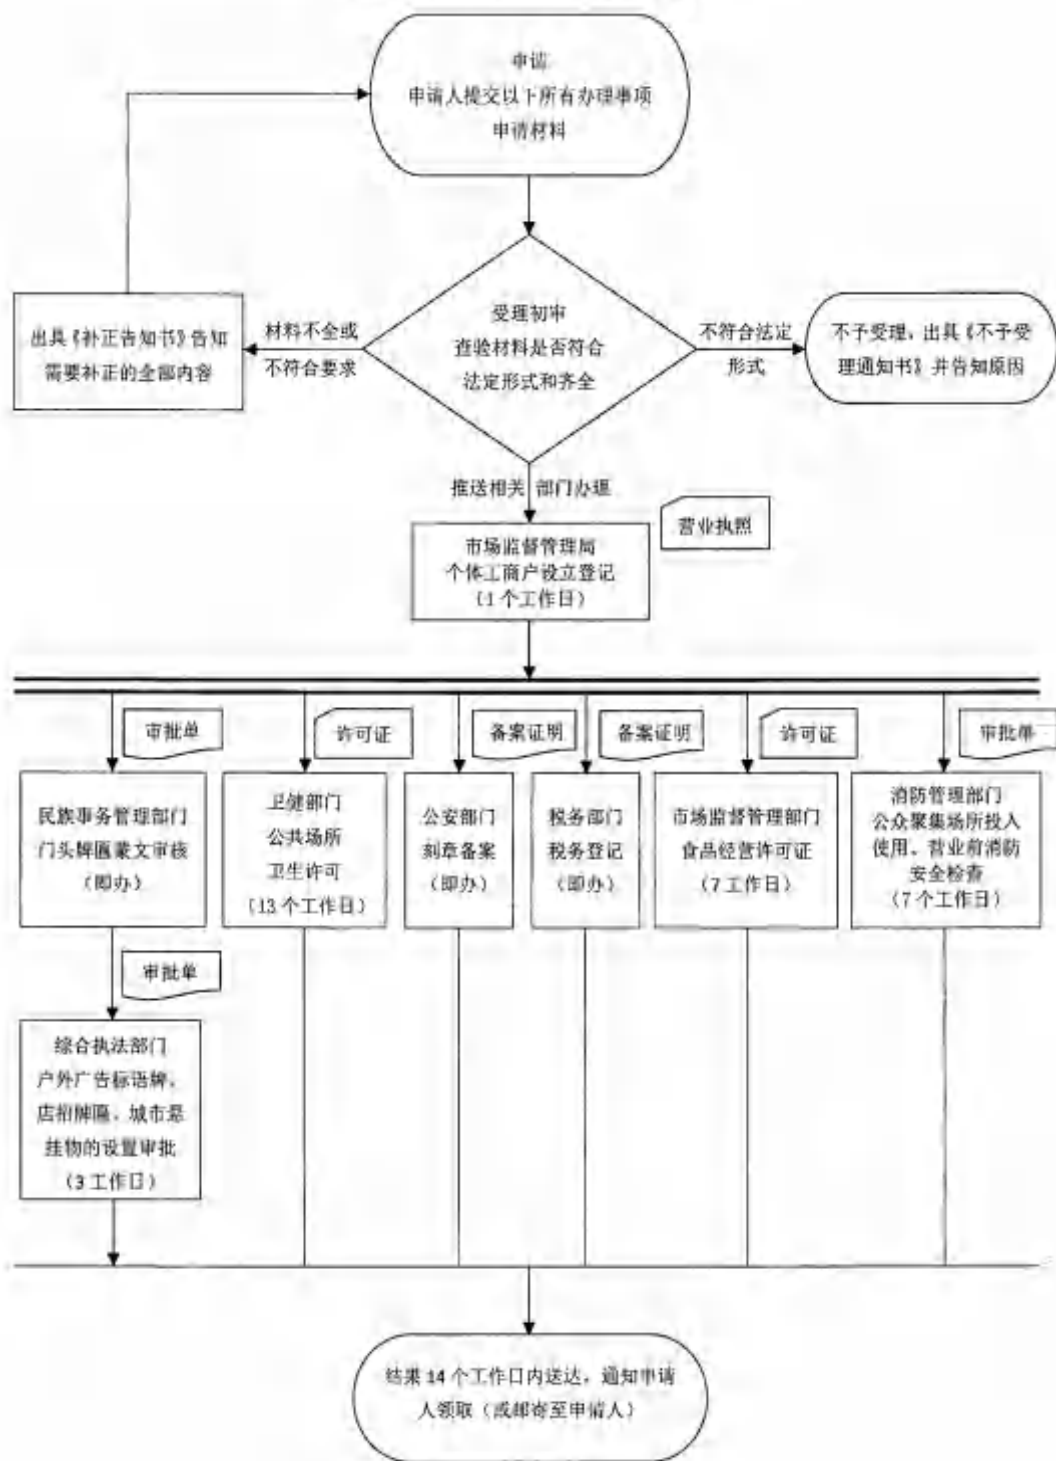 申请
申请人提交以下所有办理事项
申请材料
出具《补正告知书》告知
需要补正的全部内容
材料不全或
不符合要求
受理初审
查验材料是否符合
法定形式和齐全
不符合法定
形式
不予受理，出具《不予受
理通知书》并告知原因
推送相关 部门办理
营业执照
市场监督管理局
个体工商户设立登记
（1 个工作日）
审批单
许可证
备案证明
备案证明
许可证
审批单
民族事务管理部门
门头牌匾蒙文审核
（即办）
卫健部门
公共场所
卫生许可
（13 个工作日）
公安部门
刻章备案
（即办）
税务部门
税务登记
（即办）
市场监督管理部门
食品经营许可证
（7 工作日）
消防管理部门
公众聚集场所投入
使用、营业前消防
安全检查
（7 个工作日）
审批单
综合执法部门
户外广告标语牌、
店招牌匾、城市悬
挂物的设置审批
（3 工作日）
结果 14 个工作日内送达，通知申请
人领取（或邮寄至申请人）